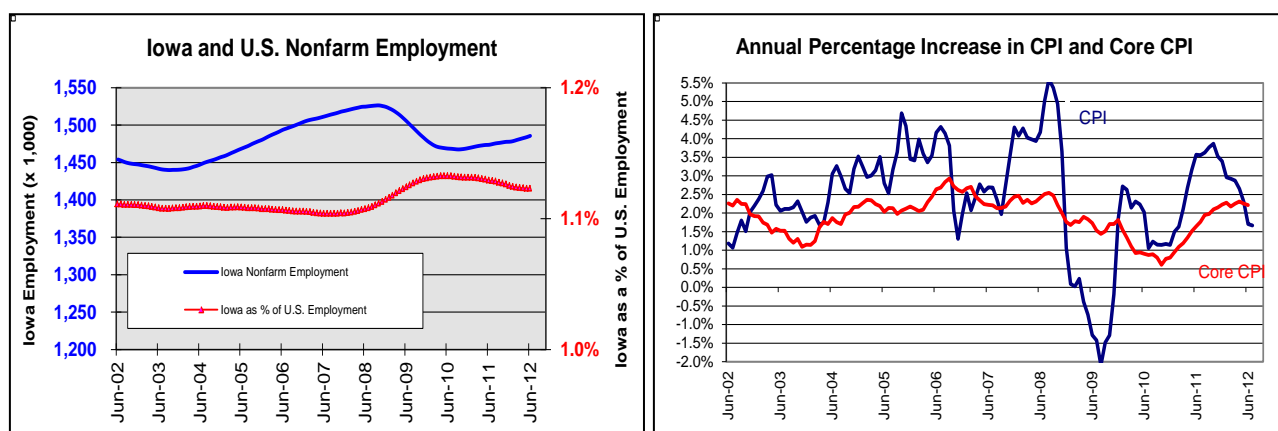 Iowa and U.S. Nonfarm Employment
Iowa Employment (x 1,000)
1,550
1,500
1,450
1,400
1,350
1,300
1,250
1,200
Iowa Nonfarm Employment
Iowa as % of U.S. Employment
1.2%
1.1%
1.0%
Iowa as a % of U.S. Employment
Jun-02
Jun-03
Jun-04
Jun-05
Jun-06
Jun-07
Jun-08
Jun-09
Jun-10
Jun-11
Jun-12
Annual Percentage Increase in CPI and Core CPI
5.5%
5.0%
4.5%
4.0%
3.5%
3.0%
2.5%
2.0%
1.5%
1.0%
0.5%
0.0%
-0.5%
-1.0%
-1.5%
-2.0%
CPI
Core CPI
Jun-02
Jun-03
Jun-04
Jun-05
Jun-06
Jun-07
Jun-08
Jun-09
Jun-10
Jun-11
Jun-12